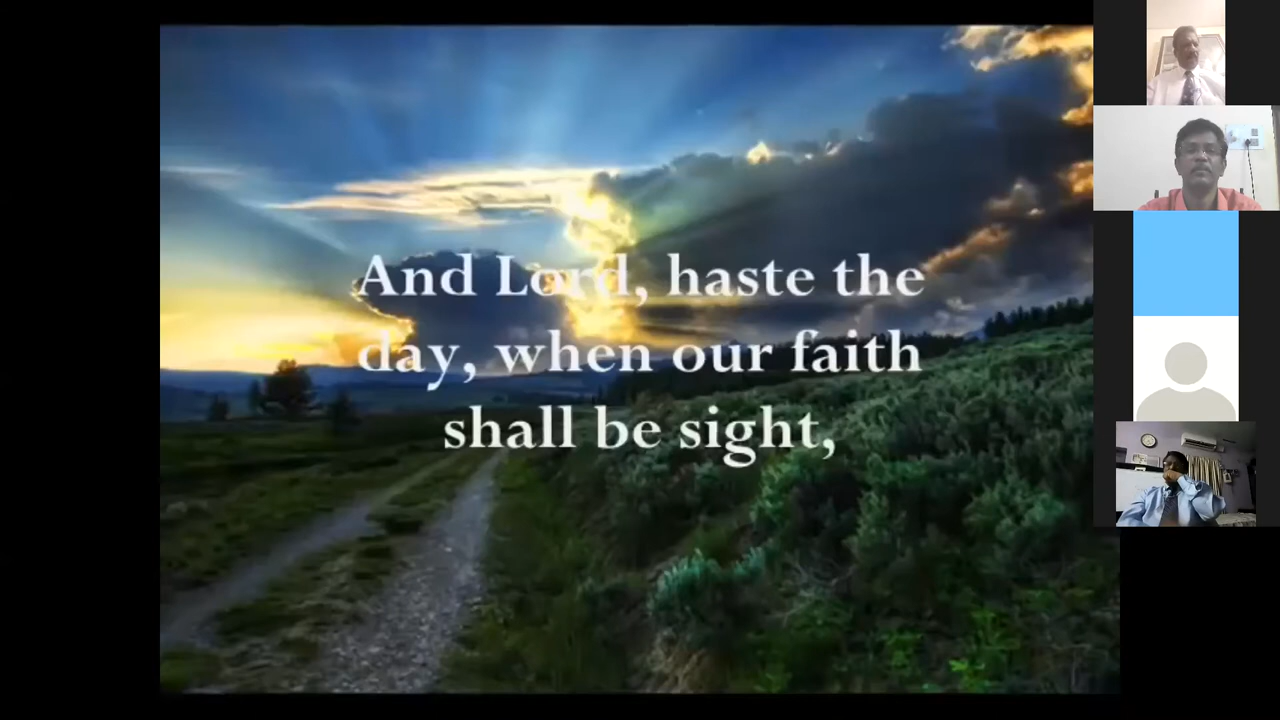 And Lord, haste the
day, when our faith
shall be sight,